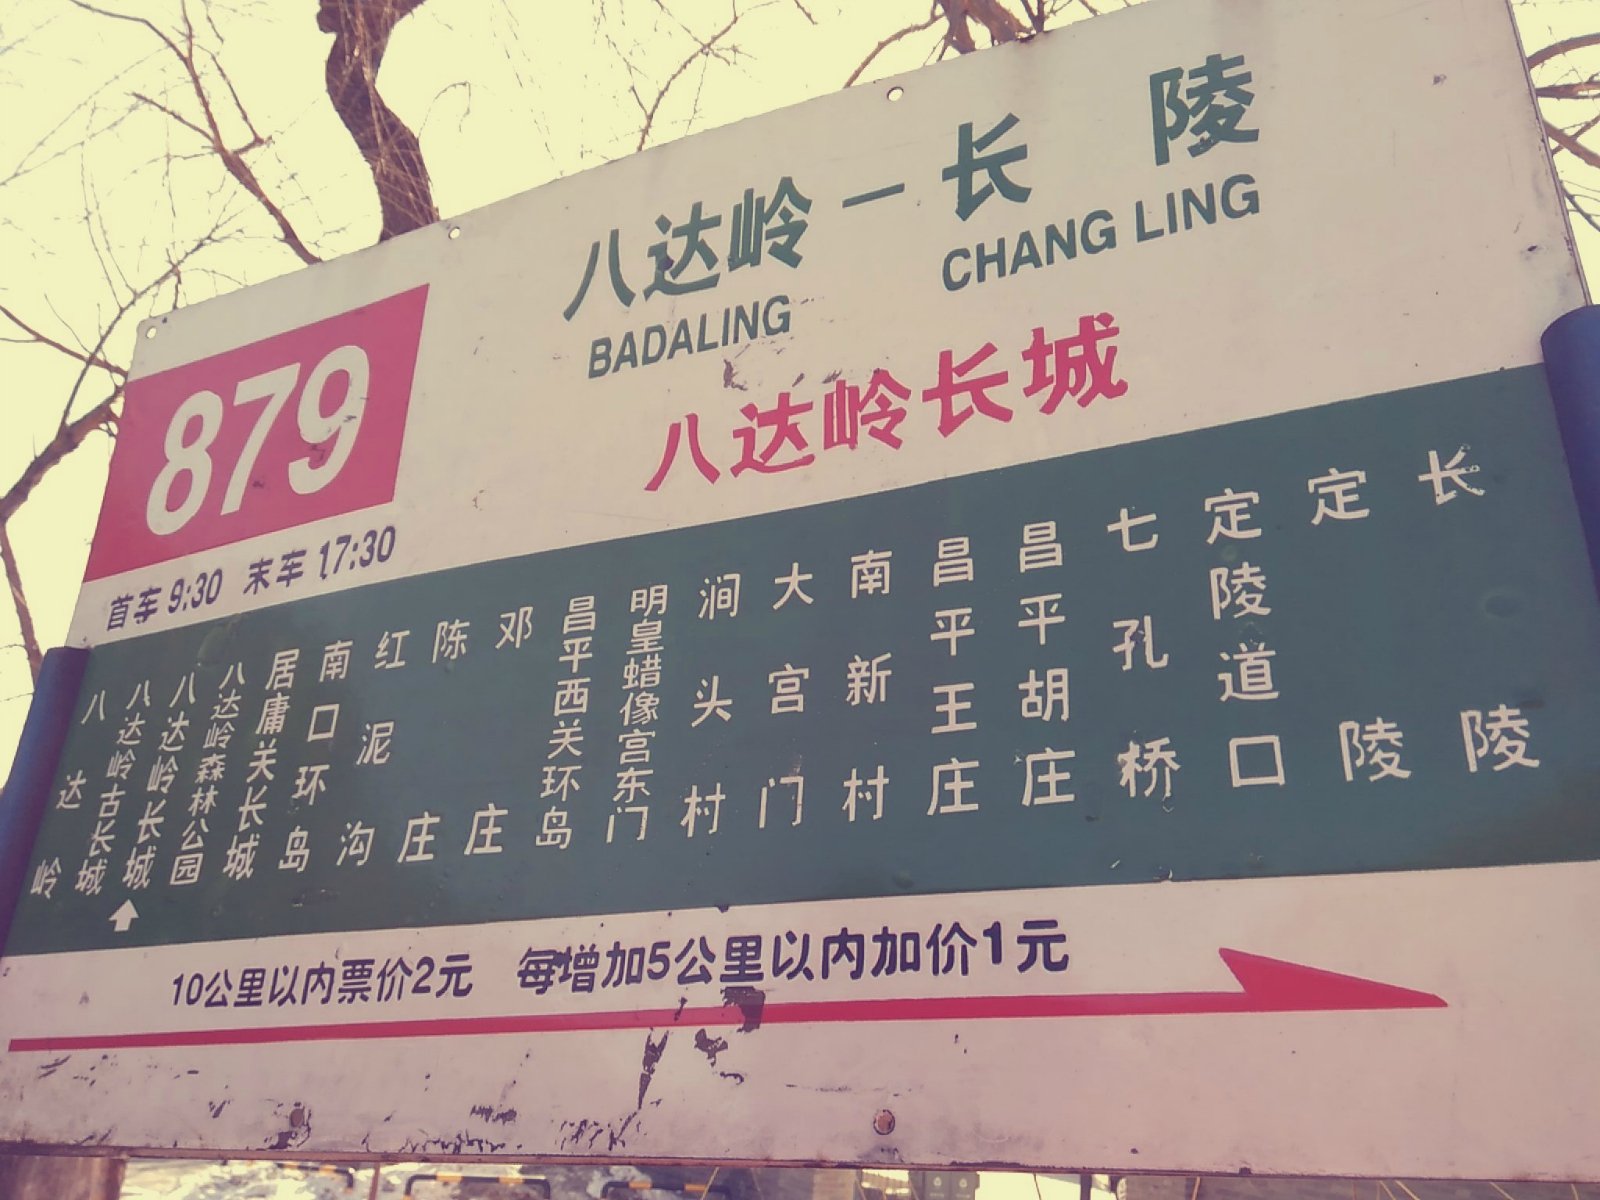 八达岭－长 陵
BADALING CHANG LING
八达岭长城
879
首车 9:30 末车 17:30
八达岭
八达岭古长城
八达岭长城
八达岭森林公园
居庸关长城
南口环岛
红泥沟
陈庄
邓庄
昌平西关环岛
明皇蜡像宫东门
涧头村
大宫门
南新村
昌平王庄
昌平胡庄
七孔桥
定陵道口
定陵
长陵
10公里以内票价2元 每增加5公里以内加价1元